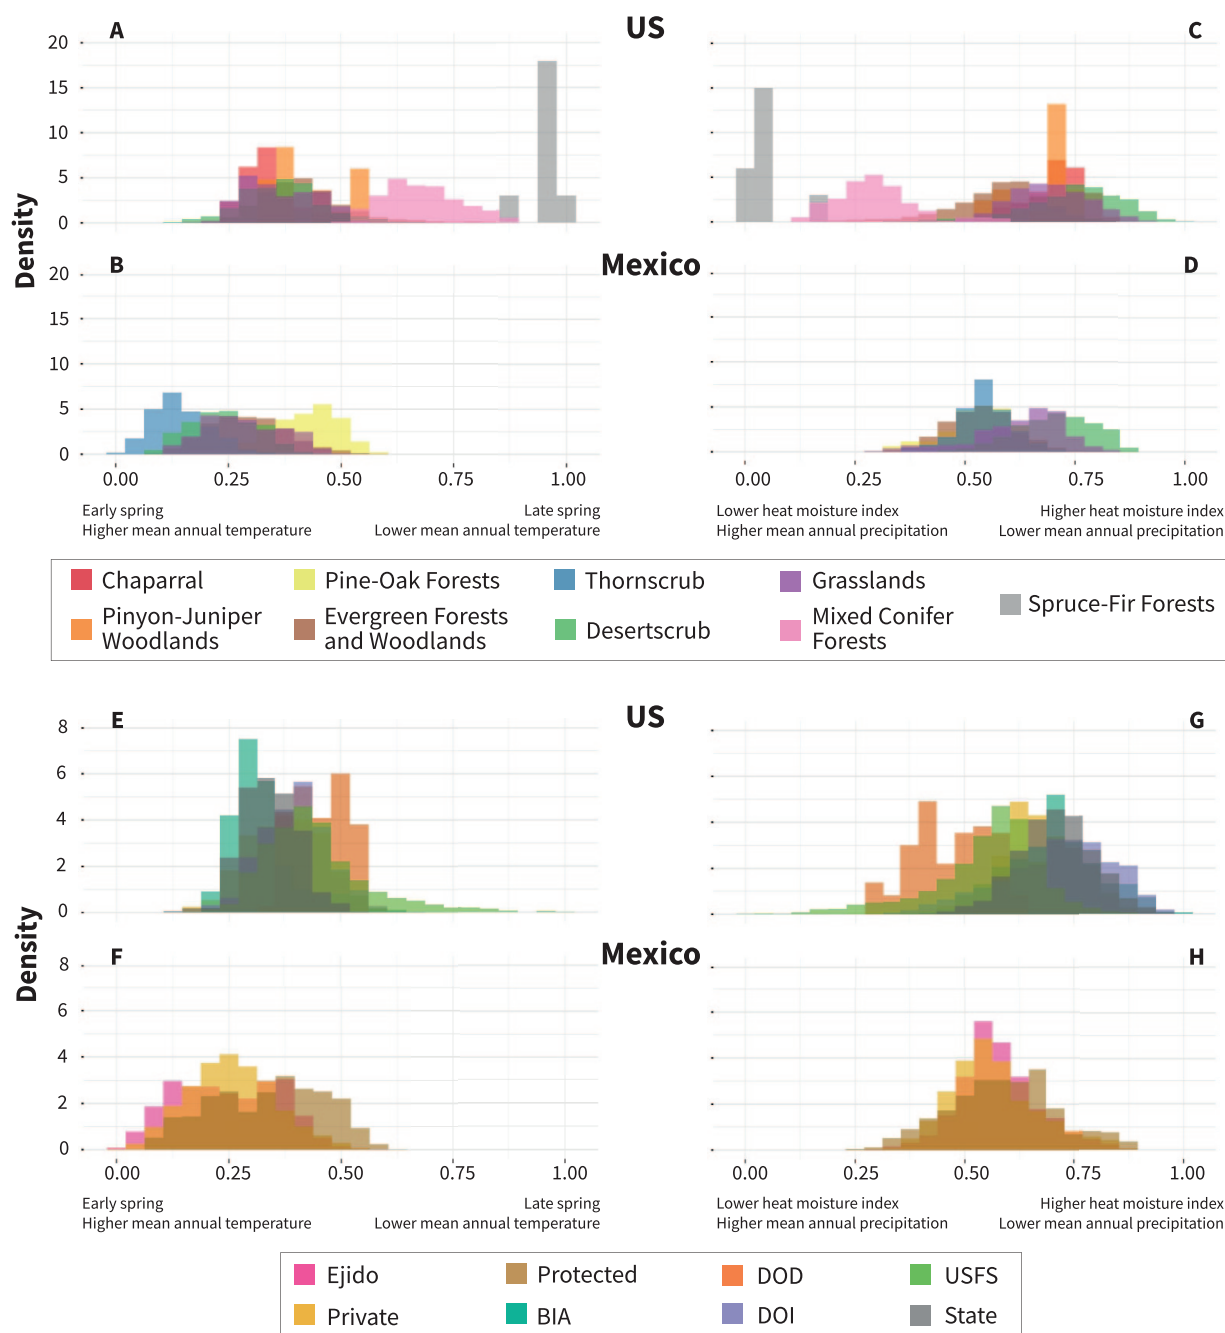 A
US
C
20
15
10
5
0
Density
B
Mexico
D
20
15
10
5
0
0.00 0.25 0.50 0.75 1.00
0.00 0.25 0.50 0.75 1.00
Early spring
Higher mean annual temperature
Late spring
Lower mean annual temperature
Lower heat moisture index
Higher mean annual precipitation
Higher heat moisture index
Lower mean annual precipitation
Chaparral
Pine-Oak Forests
Thornscrub
Grasslands
Spruce-Fir Forests
Pinyon-Juniper
Woodlands
Evergreen Forests
and Woodlands
Desertscrub
Mixed Conifer
Forests
E
US
G
8
6
4
2
0
Density
F
Mexico
H
8
6
4
2
0
0.00 0.25 0.50 0.75 1.00
0.00 0.25 0.50 0.75 1.00
Early spring
Higher mean annual temperature
Late spring
Lower mean annual temperature
Lower heat moisture index
Higher mean annual precipitation
Higher heat moisture index
Lower mean annual precipitation
Ejido
Protected
DOD
USFS
Private
BIA
DOI
State